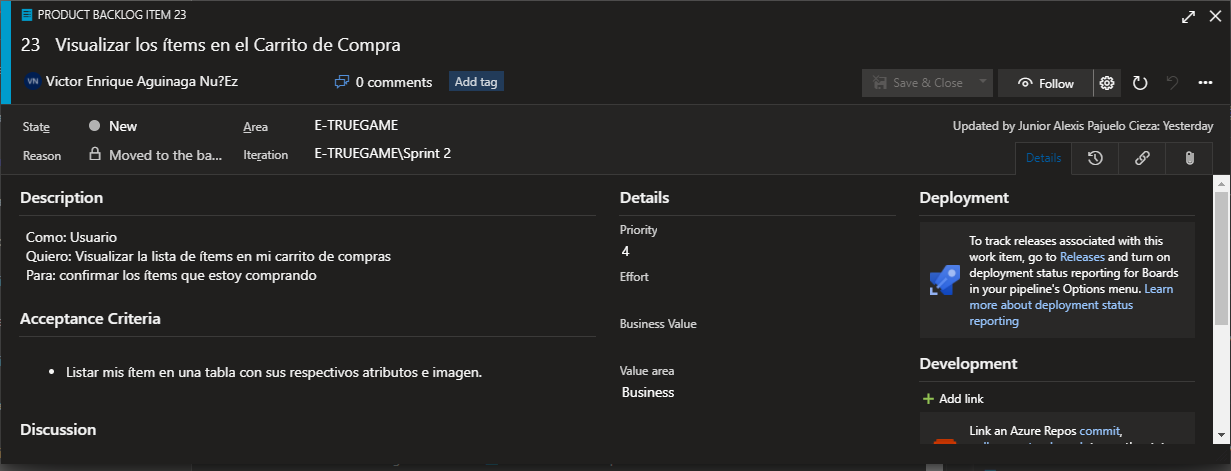 PRODUCT BACKLOG ITEM 23
23 Visualizar los ítems en el Carrito de Compra
VN Victor Enrique Aguinaga Nu?Ez
0 comments
Add tag
Save & Close
Follow
State
New
Area
E-TRUEGAME
Updated by Junior Alexis Pajuelo Cieza: Yesterday
Reason
Moved to the ba...
Iteration
E-TRUEGAME\Sprint 2
Details
Description
Como: Usuario
Quiero: Visualizar la lista de ítems en mi carrito de compras
Para: confirmar los ítems que estoy comprando
Acceptance Criteria
• Listar mis ítem en una tabla con sus respectivos atributos e imagen.
Discussion
Details
Priority
4
Effort
Business Value
Value area
Business
Deployment
To track releases associated with this
work item, go to Releases and turn on
deployment status reporting for Boards
in your pipeline's Options menu. Learn
more about deployment status
reporting
Development
Add link
Link an Azure Repos commit,